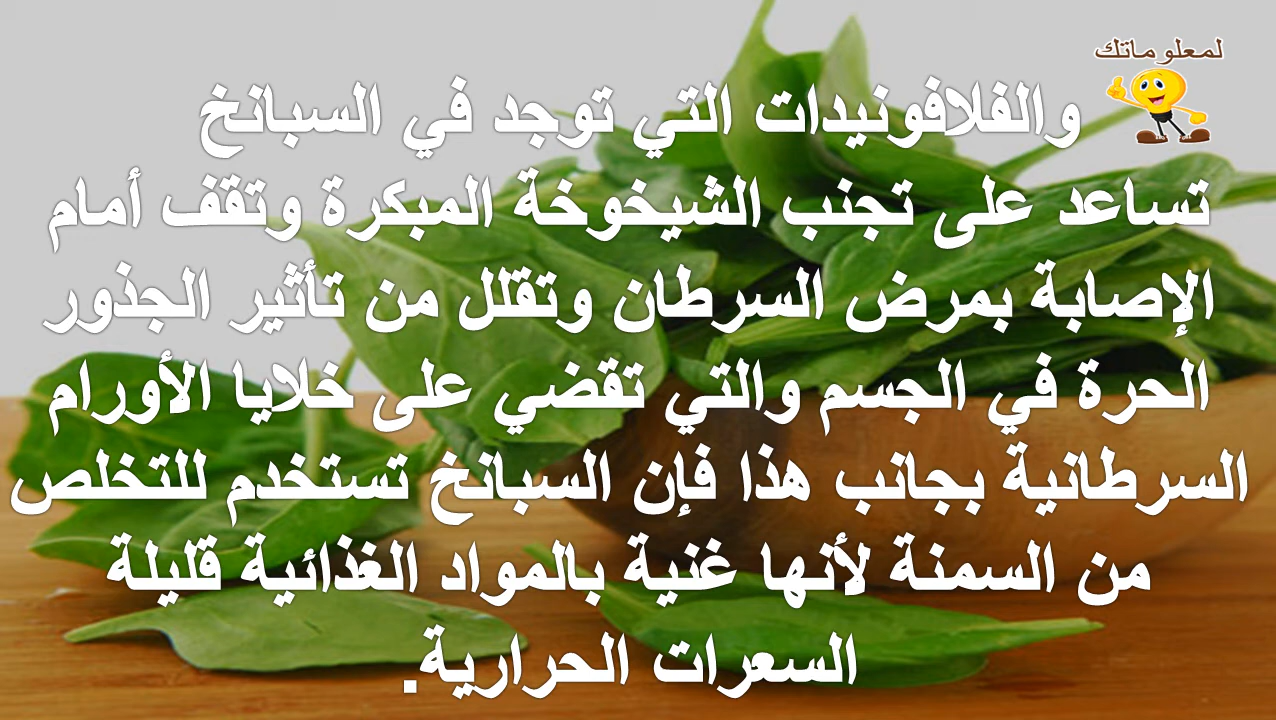 لمعلوماتك
والفلافونيدات التي توجد في السبانخ
تساعد على تجنب الشيخوخة المبكرة وتقف أمام
الإصابة بمرض السرطان وتقلل من تأثير الجذور
الحرة في الجسم والتي تقضي على خلايا الأورام
السرطانية بجانب هذا فإن السبانخ تستخدم للتخلص
من السمنة لأنها غنية بالمواد الغذائية قليلة
السعرات الحرارية.